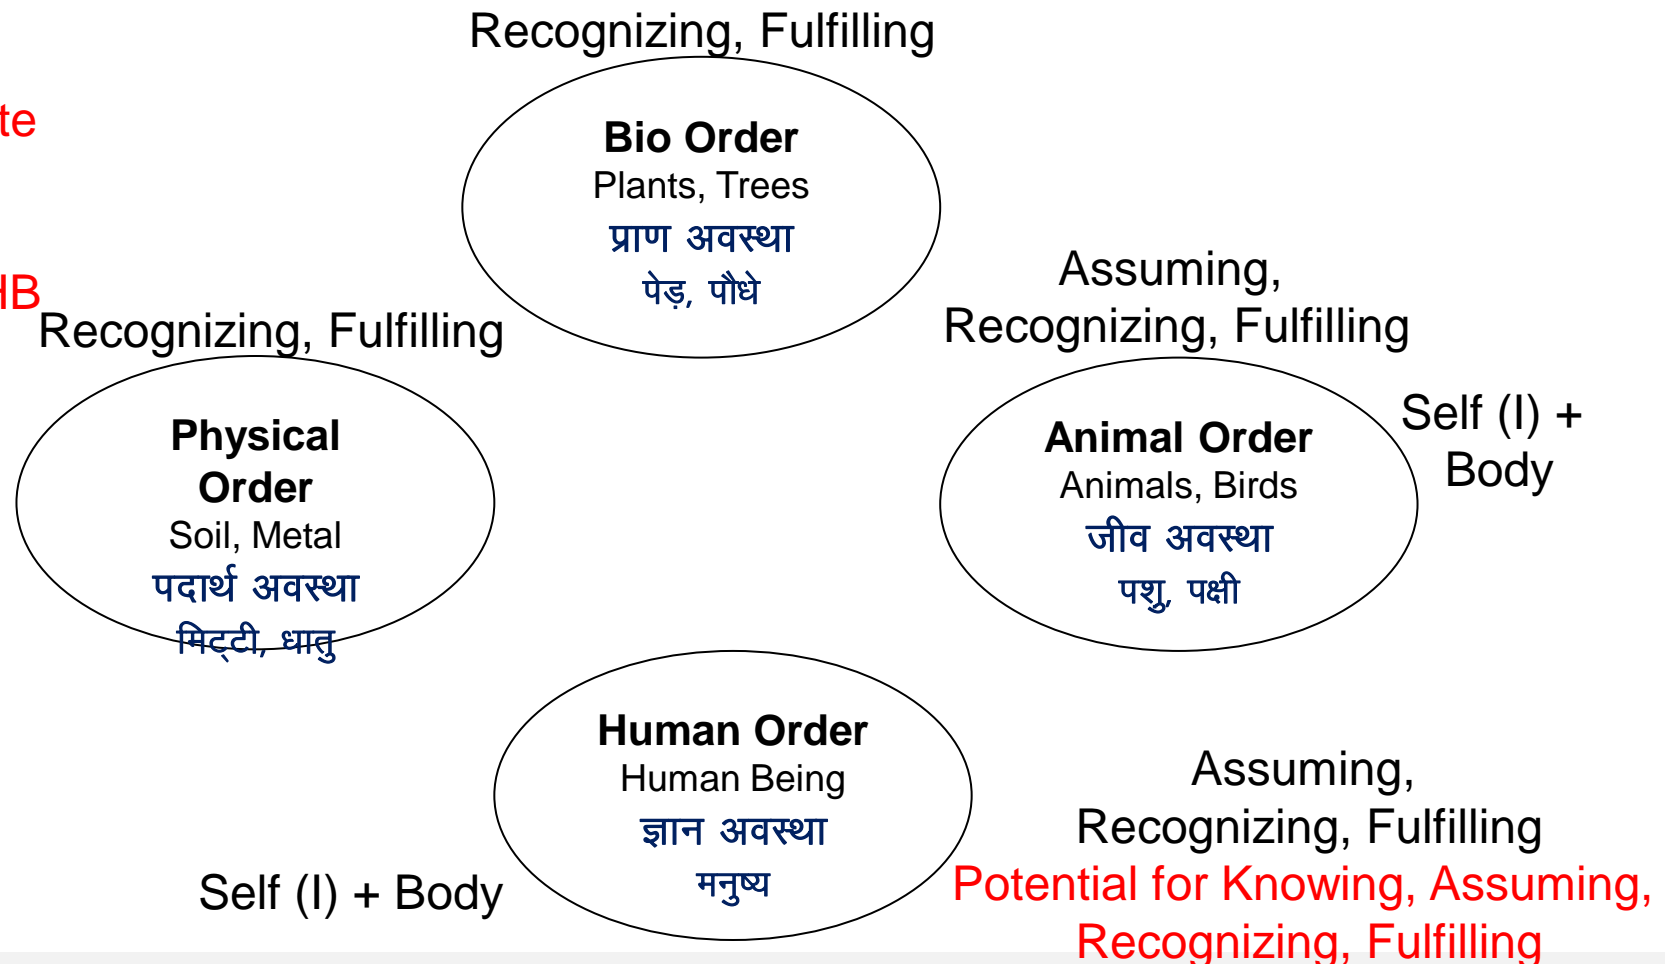 Recognizing, Fulfilling
te
Bio Order
Plants, Trees
प्राण अवस्था
पेड़, पौधे
HB
Recognizing, Fulfilling
Assuming,
Recognizing, Fulfilling
Physical
Order
Soil, Metal
पदार्थ अवस्था
मिट्टी, धातु
Animal Order
Animals, Birds
जीव अवस्था
पशु, पक्षी
Self (I) +
Body
Human Order
Human Being
ज्ञान अवस्था
मनुष्य
Self (I) + Body
Assuming,
Recognizing, Fulfilling
Potential for Knowing, Assuming,
Recognizing, Fulfilling